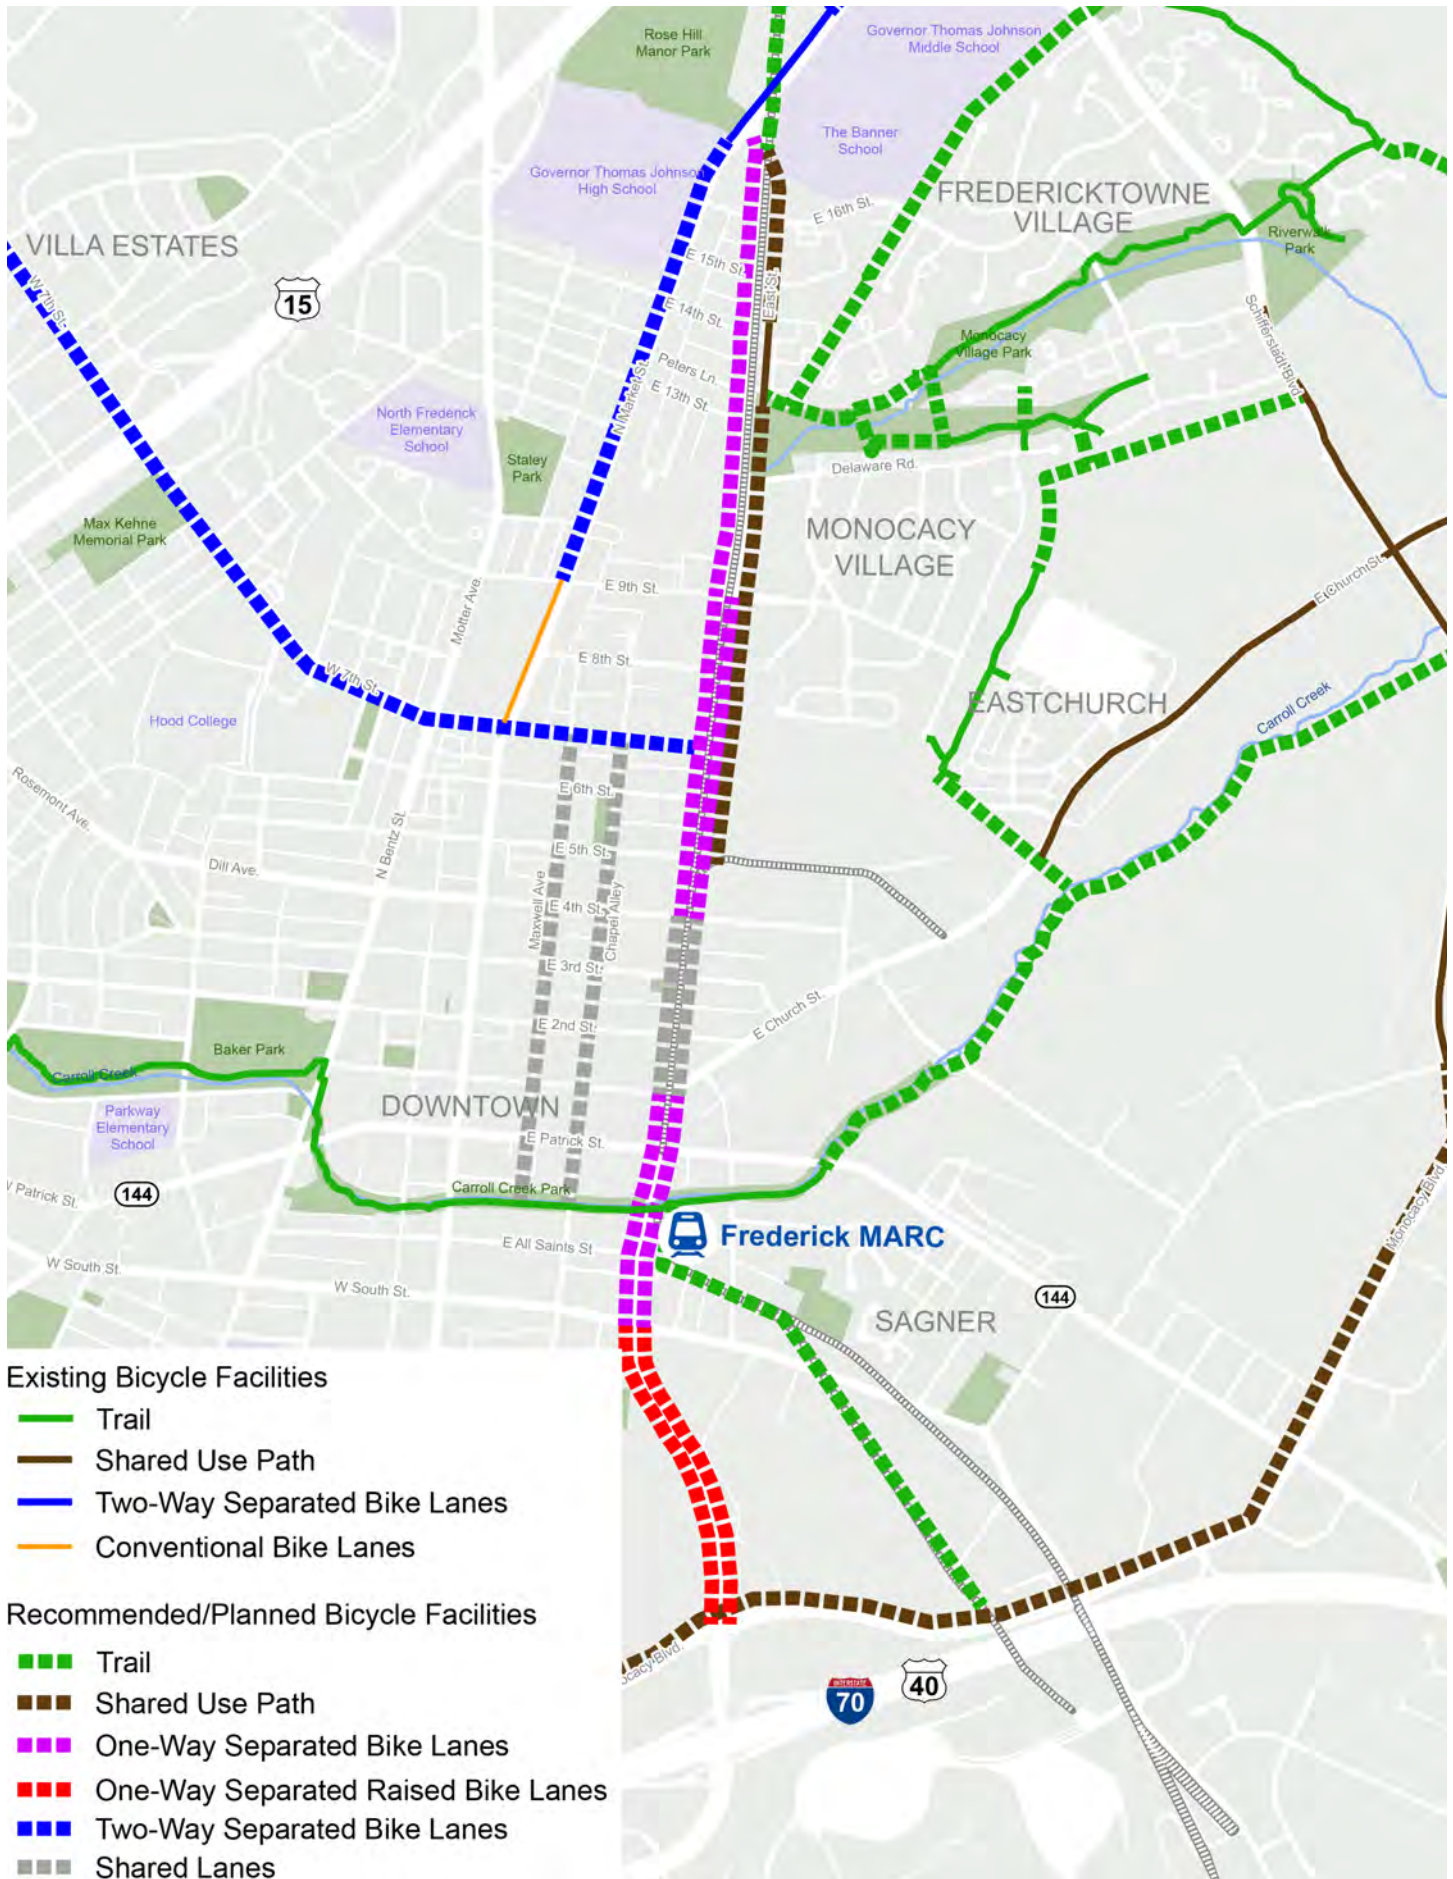 Rose Hill
Manor Park
Governor Thomas Johnson
Middle School
The Banner
School
Governor Thomas Johnson
High School
E 16th St.
FREDERICKTOWNE
VILLAGE
Riverwalk
Park
VILLA ESTATES
W 7th St.
15
E 15th St.
East St.
E 14th St.
Schifferstadt Blvd.
Monocacy
Village Park
Peters Ln.
N Market St.
E 13th St.
North Frederick
Elementary
School
Staley
Park
Delaware Rd.
Max Kehne
Memorial Park
MONOCACY
VILLAGE
Motter Ave.
E 9th St.
E Church St.
E 8th St.
W 7th St.
EASTCHURCH
Hood College
Carroll Creek
Rosemont Ave.
E 6th St.
N Bentz St.
E 5th St.
Dill Ave.
E 4th St.
Maxwell Ave
Chapel Alley
E 3rd St.
E 2nd St.
E Church St.
Baker Park
Carroll Creek
DOWNTOWN
Parkway
Elementary
School
E Patrick St.
W Patrick St.
144
Carroll Creek Park
Monocacy Blvd.
Frederick MARC
E All Saints St
W South St.
W South St.
144
SAGNER
Existing Bicycle Facilities
Trail
Shared Use Path
Two-Way Separated Bike Lanes
Conventional Bike Lanes
Recommended/Planned Bicycle Facilities
Trail
Shared Use Path
One-Way Separated Bike Lanes
One-Way Separated Raised Bike Lanes
Two-Way Separated Bike Lanes
Shared Lanes
ocacy Blvd.
INTERSTATE
70
40